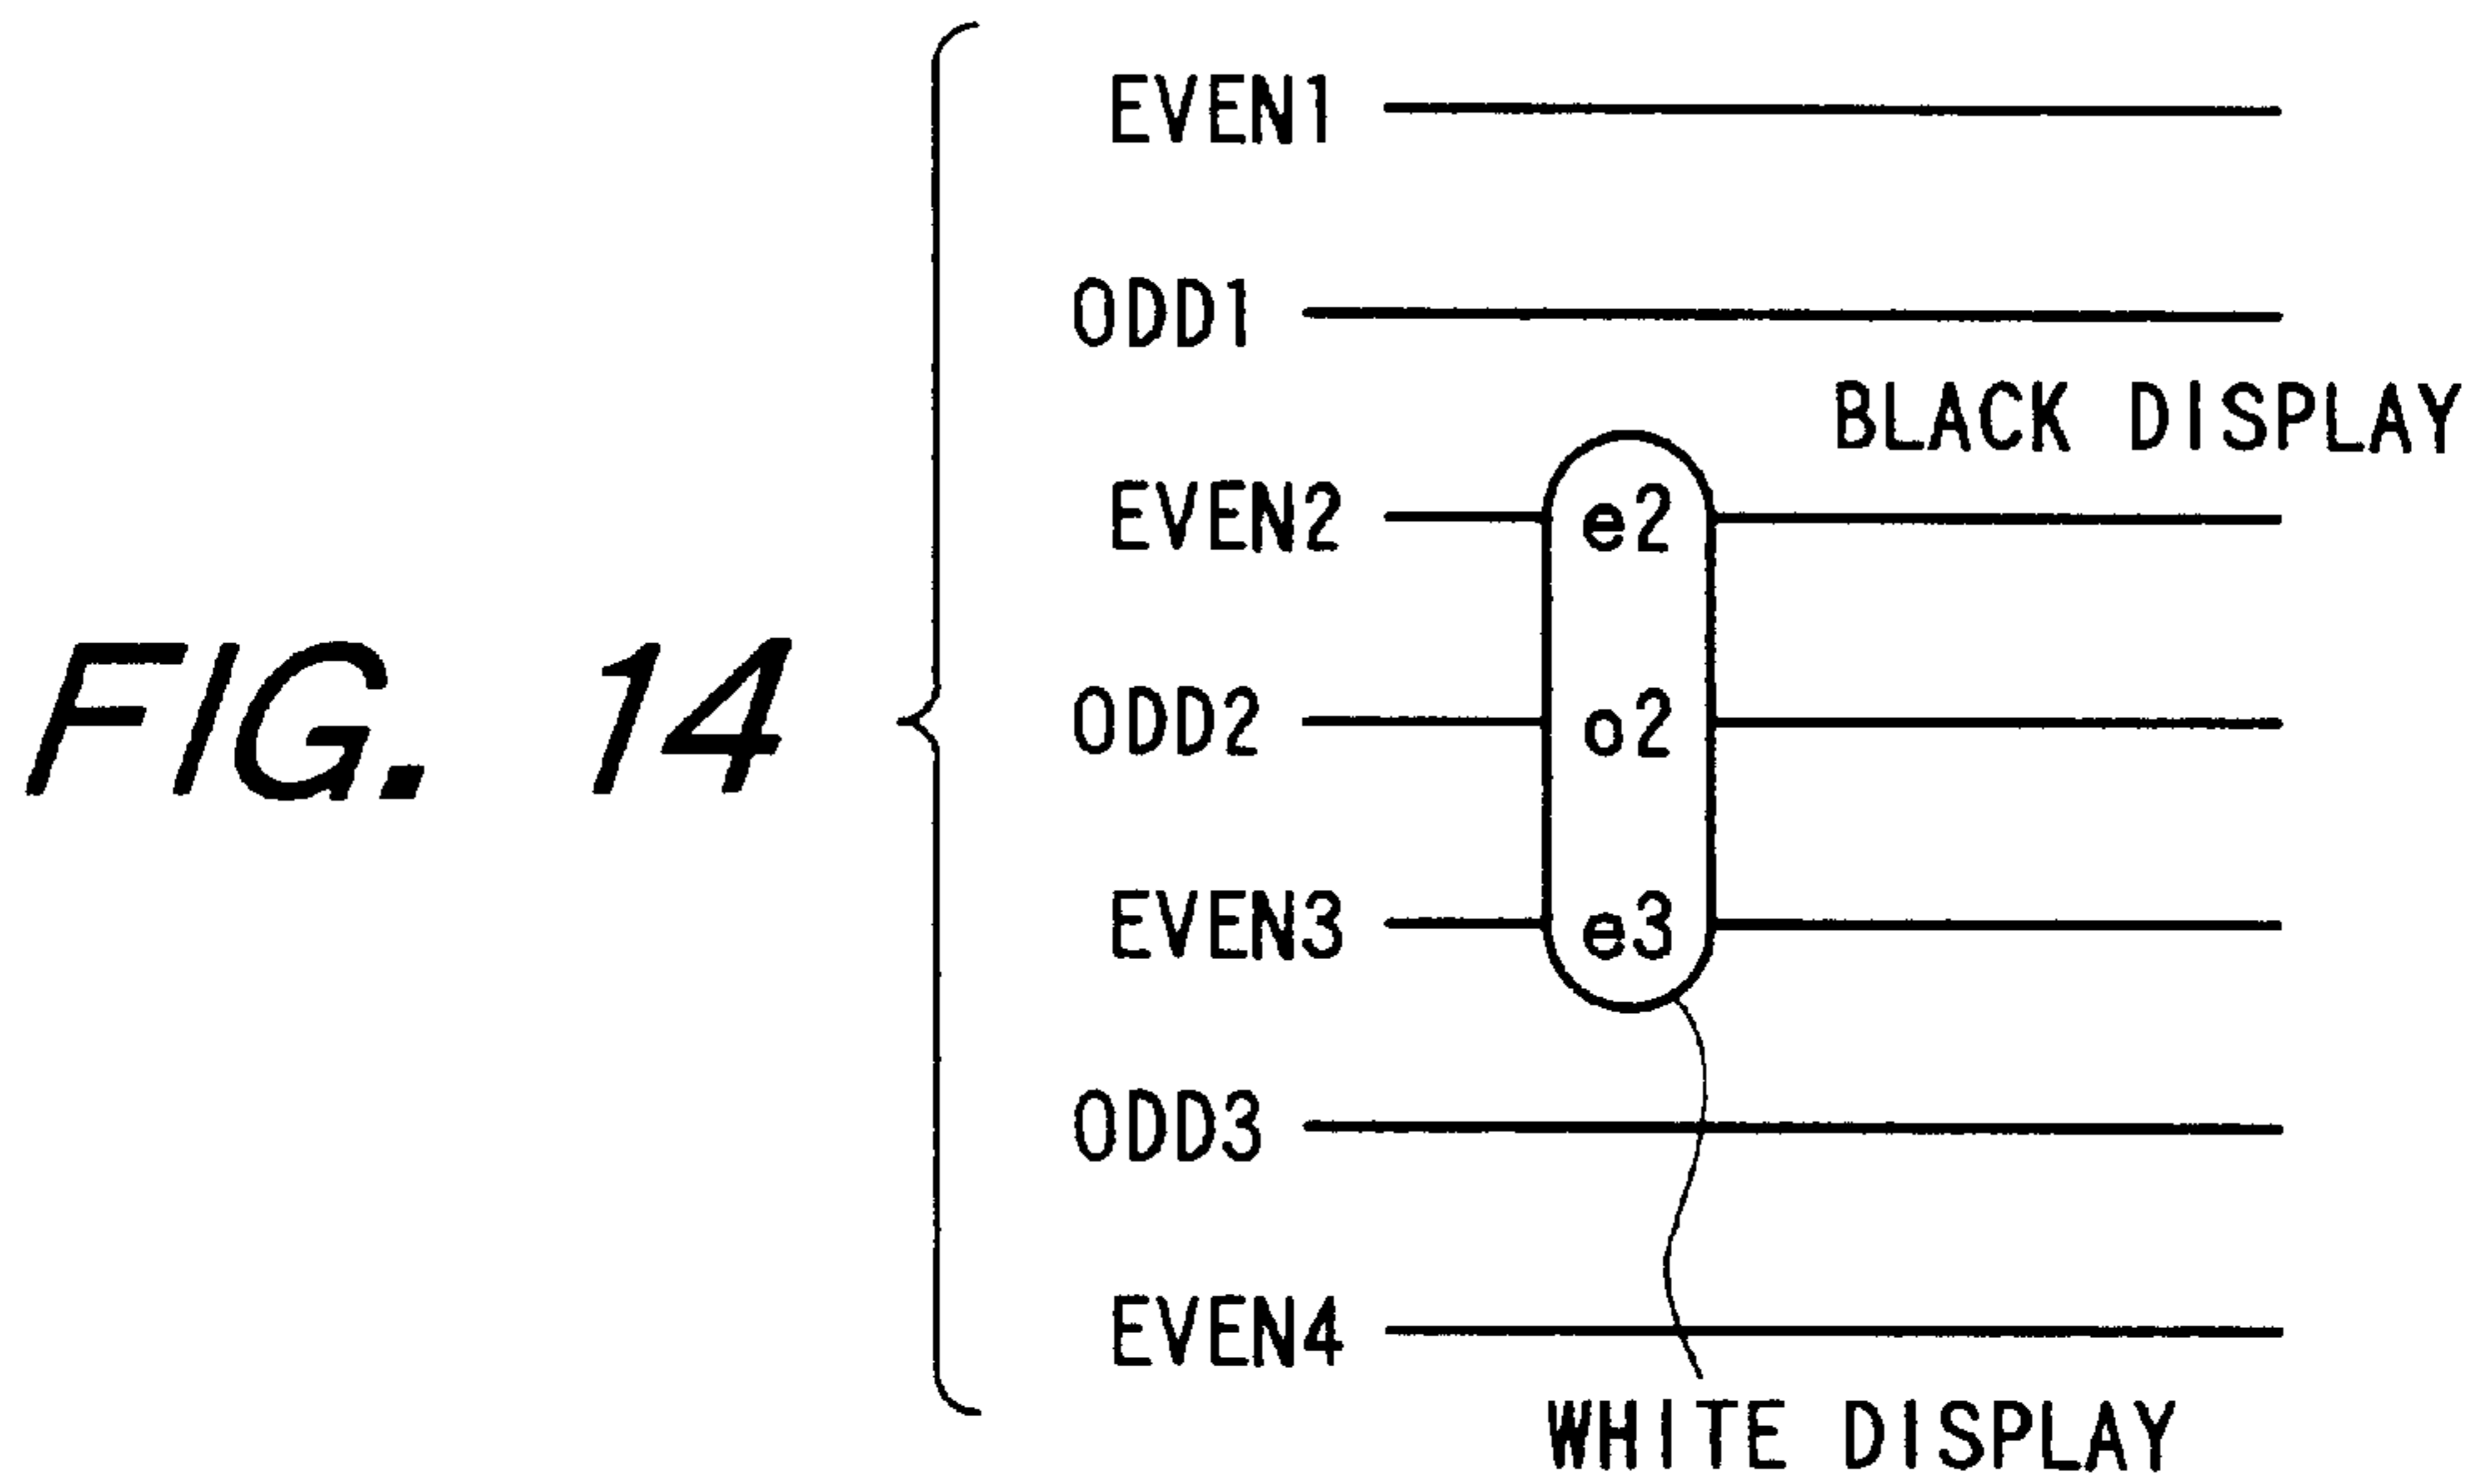 FIG. 14
EVEN1
ODD1
BLACK DISPLAY
EVEN2 e2
ODD2 o2
EVEN3 e3
ODD3
EVEN4
WHITE DISPLAY